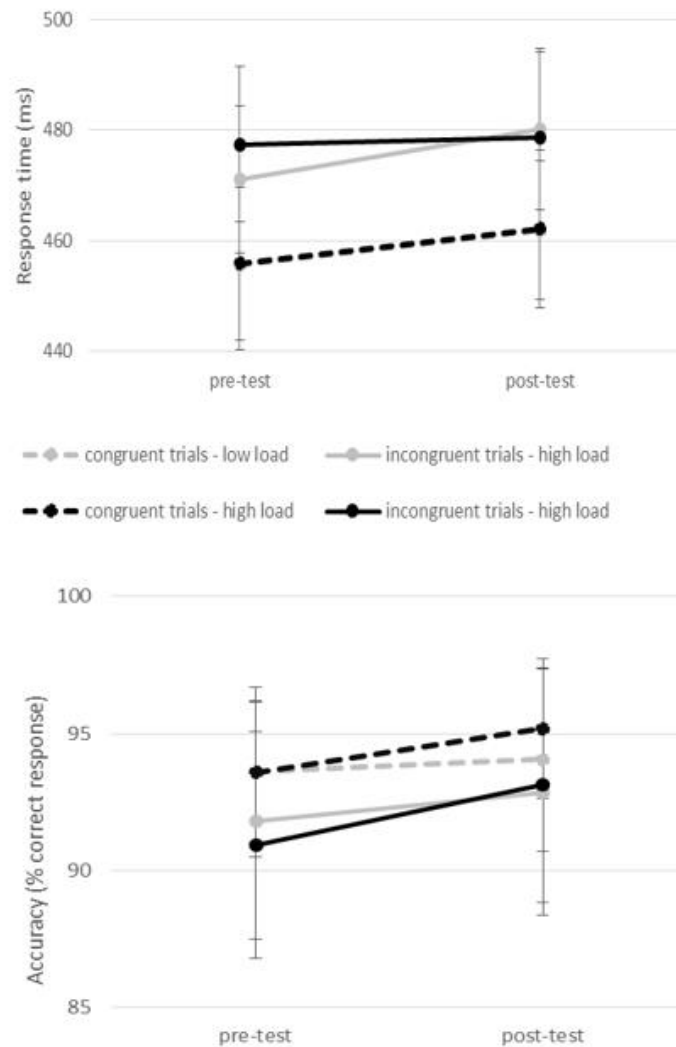 Response time (ms)
500
480
460
440
pre-test post-test
congruent trials - low load incongruent trials - high load
congruent trials - high load incongruent trials - high load
Accuracy (% correct response)
100
95
90
85
pre-test post-test